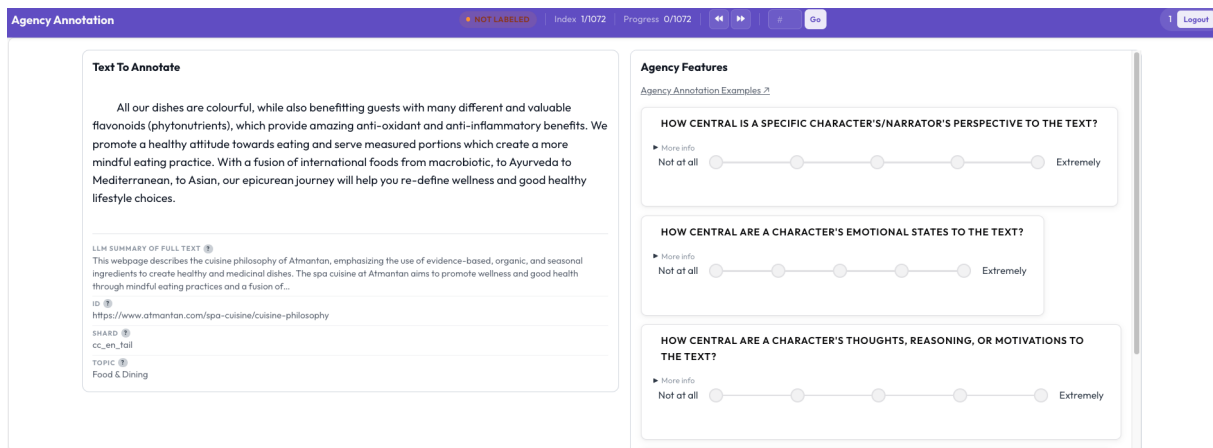 Agency Annotation
NOT LABELED
Index 1/1072
Progress 0/1072
#
Go
1
Logout
Text To Annotate
All our dishes are colourful, while also benefitting guests with many different and valuable
flavonoids (phytonutrients), which provide amazing anti-oxidant and anti-inflammatory benefits. We
promote a healthy attitude towards eating and serve measured portions which create a more
mindful eating practice. With a fusion of international foods from macrobiotic, to Ayurveda to
Mediterranean, to Asian, our epicurean journey will help you re-define wellness and good healthy
lifestyle choices.
LLM SUMMARY OF FULL TEXT ?
This webpage describes the cuisine philosophy of Atmantan, emphasizing the use of evidence-based, organic, and seasonal
ingredients to create healthy and medicinal dishes. The spa cuisine at Atmantan aims to promote wellness and good health
through mindful eating practices and a fusion of...
ID ?
https://www.atmantan.com/spa-cuisine/cuisine-philosophy
SHARD ?
cc_en_tail
TOPIC ?
Food & Dining
Agency Features
Agency Annotation Examples ↗
HOW CENTRAL IS A SPECIFIC CHARACTER'S/NARRATOR'S PERSPECTIVE TO THE TEXT?
▶ More info
Not at all
Extremely
HOW CENTRAL ARE A CHARACTER'S EMOTIONAL STATES TO THE TEXT?
▶ More info
Not at all
Extremely
HOW CENTRAL ARE A CHARACTER'S THOUGHTS, REASONING, OR MOTIVATIONS TO
THE TEXT?
▶ More info
Not at all
Extremely